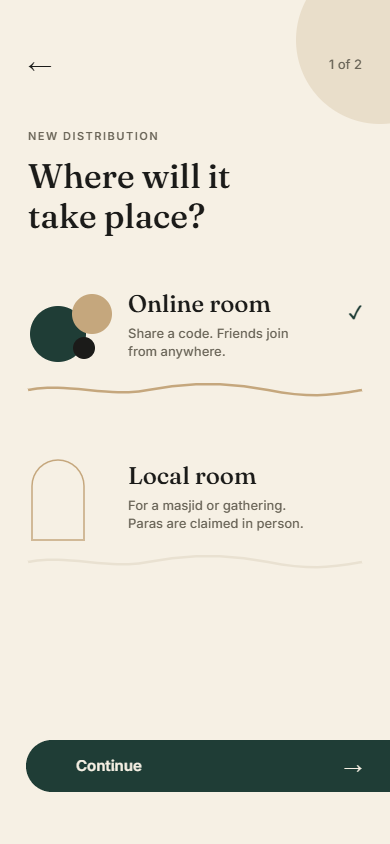 ←
1 of 2
NEW DISTRIBUTION
Where will it
take place?
Online room
✓
Share a code. Friends join
from anywhere.
Local room
For a masjid or gathering.
Paras are claimed in person.
Continue →